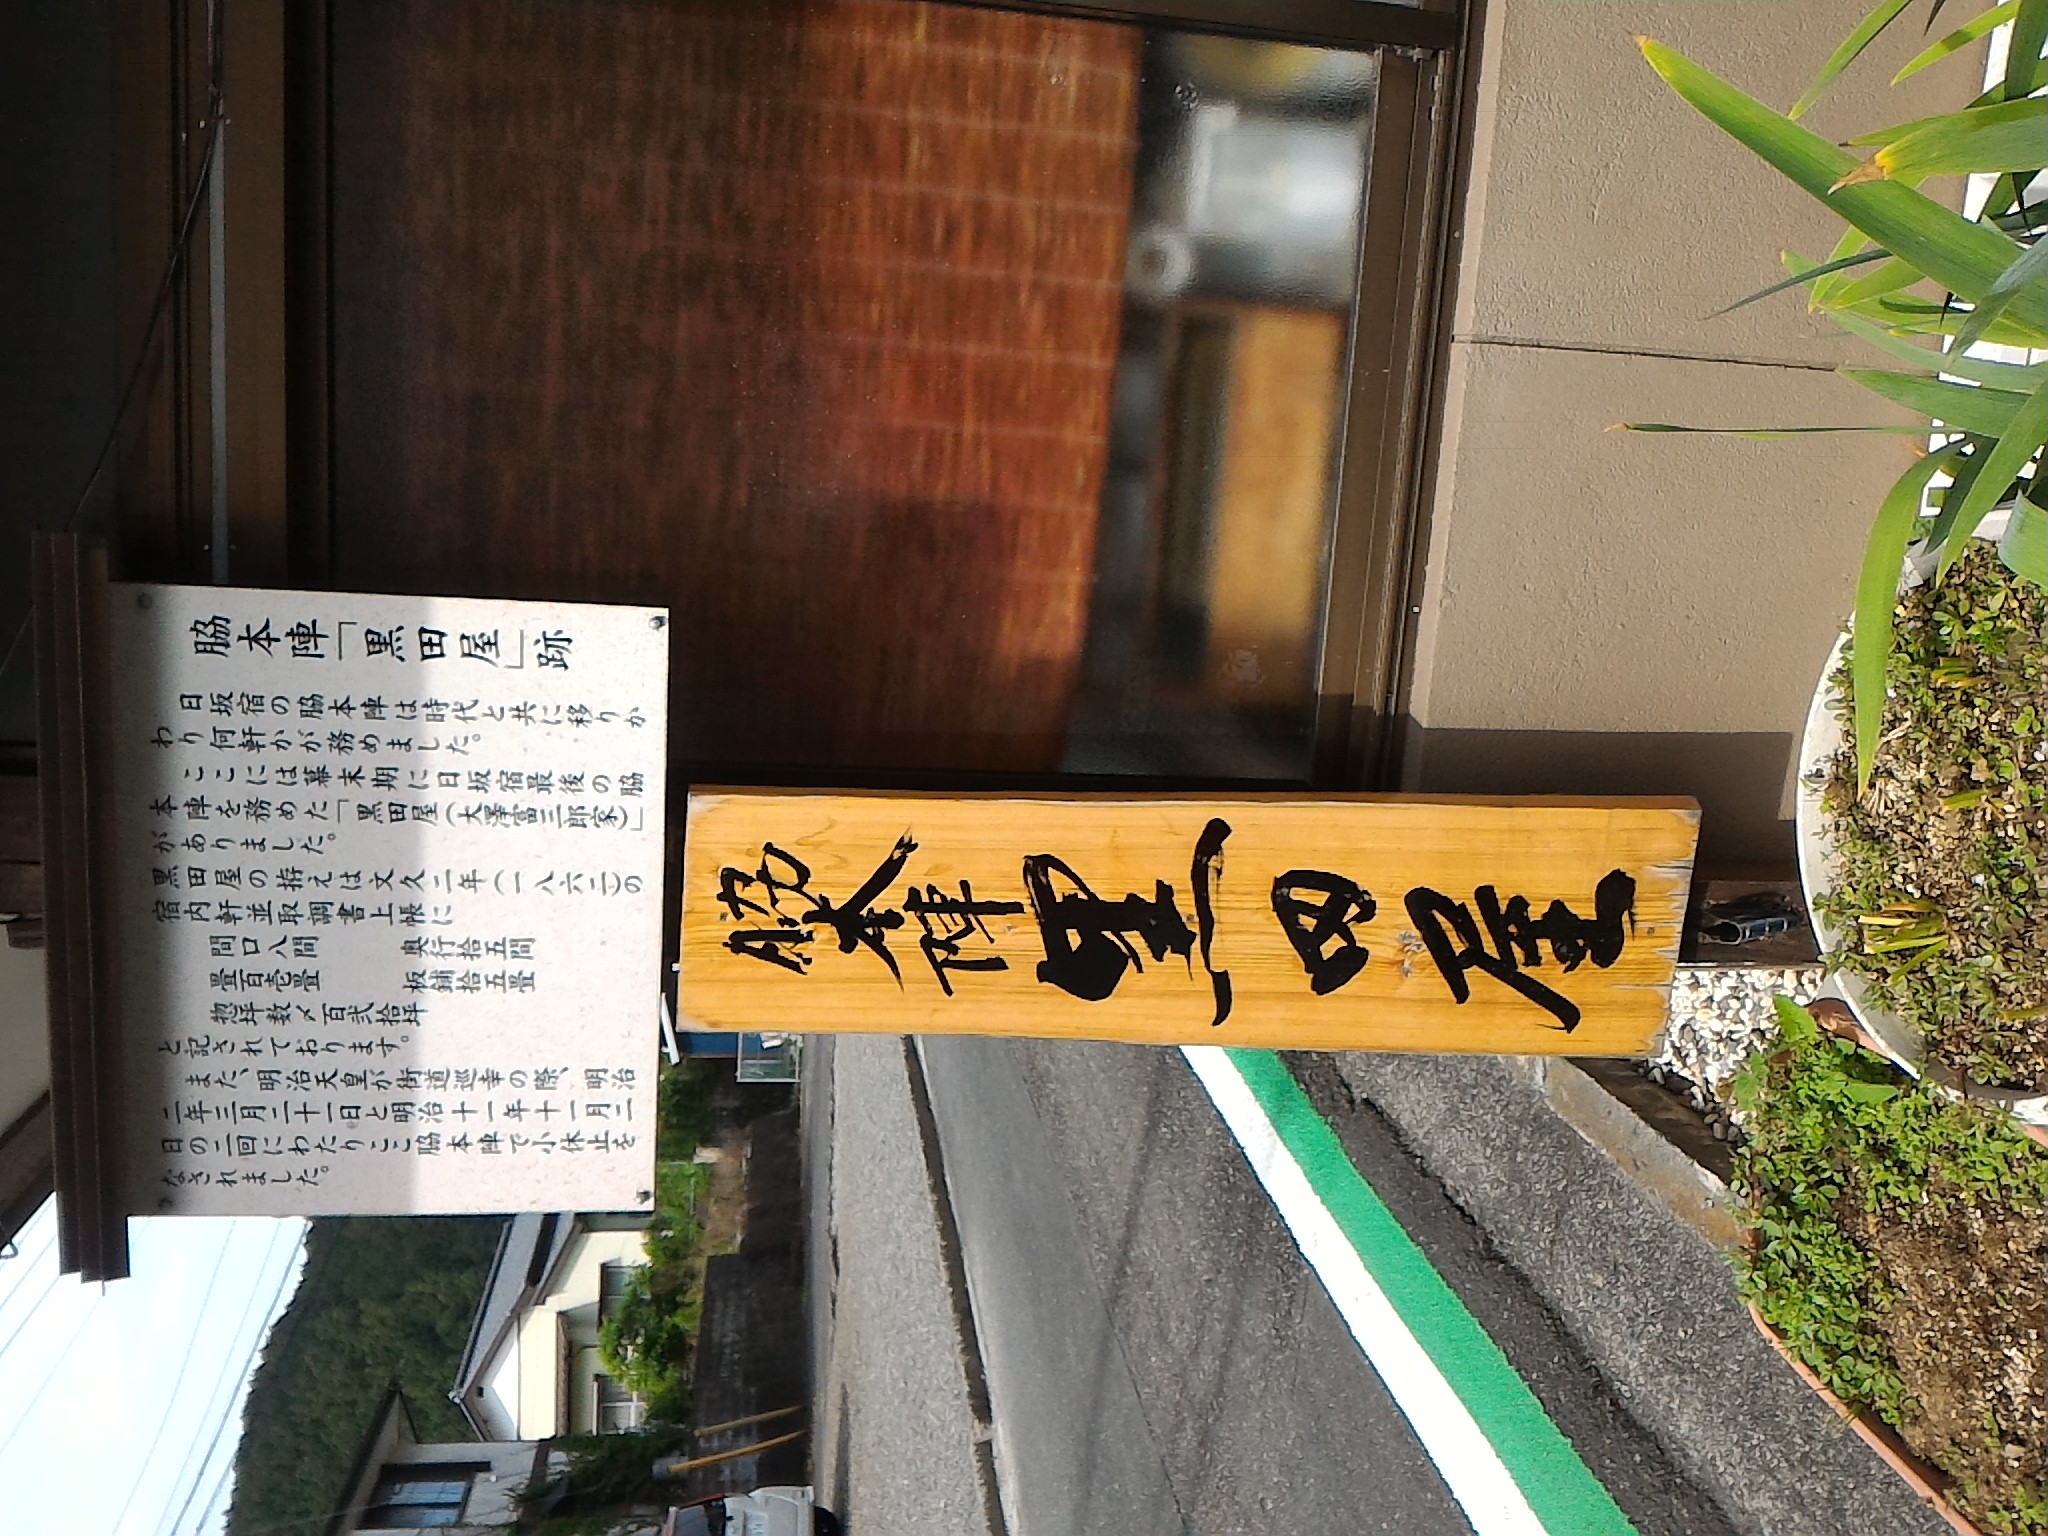 脇本陣「黒田屋」跡
日坂宿の脇本陣は時代と共に移りか
わり何軒かが務めました。
ここには幕末期に日坂宿最後の脇
本陣を務めた「黒田屋(大澤富三郎家)」
がありました。
黒田屋の拵えは文久二年(一八六二)の
宿内軒並取調書上帳に
間口八間 奥行拾五間
畳百壱畳 板鋪拾五畳
惣坪数〆百弐拾坪
と記されております。
また、明治天皇が街道巡幸の際、明治
二年三月二十一日と明治十一年十一月二
日の二回にわたりここ脇本陣で小休止を
なされました。
脇本陣黒田屋